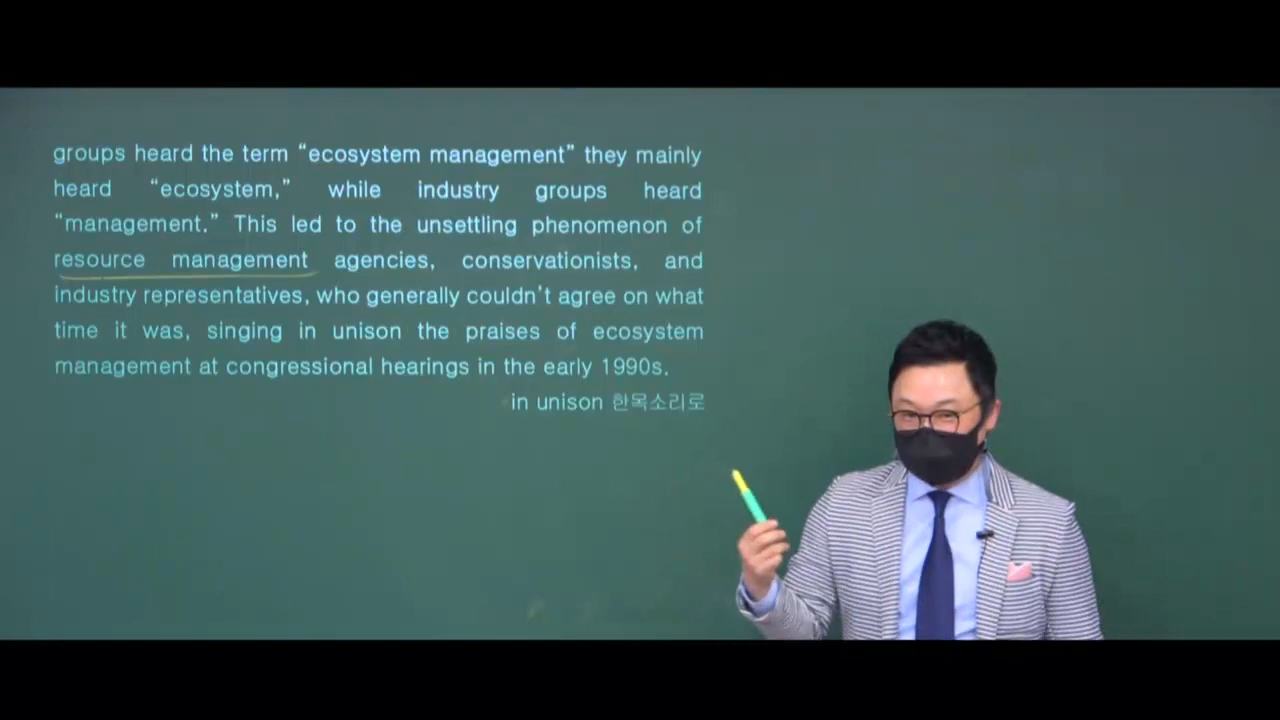 groups heard the term “ecosystem management” they mainly
heard “ecosystem,” while industry groups heard
“management.” This led to the unsettling phenomenon of
resource management agencies, conservationists, and
industry representatives, who generally couldn’t agree on what
time it was, singing in unison the praises of ecosystem
management at congressional hearings in the early 1990s.
in unison 한목소리로